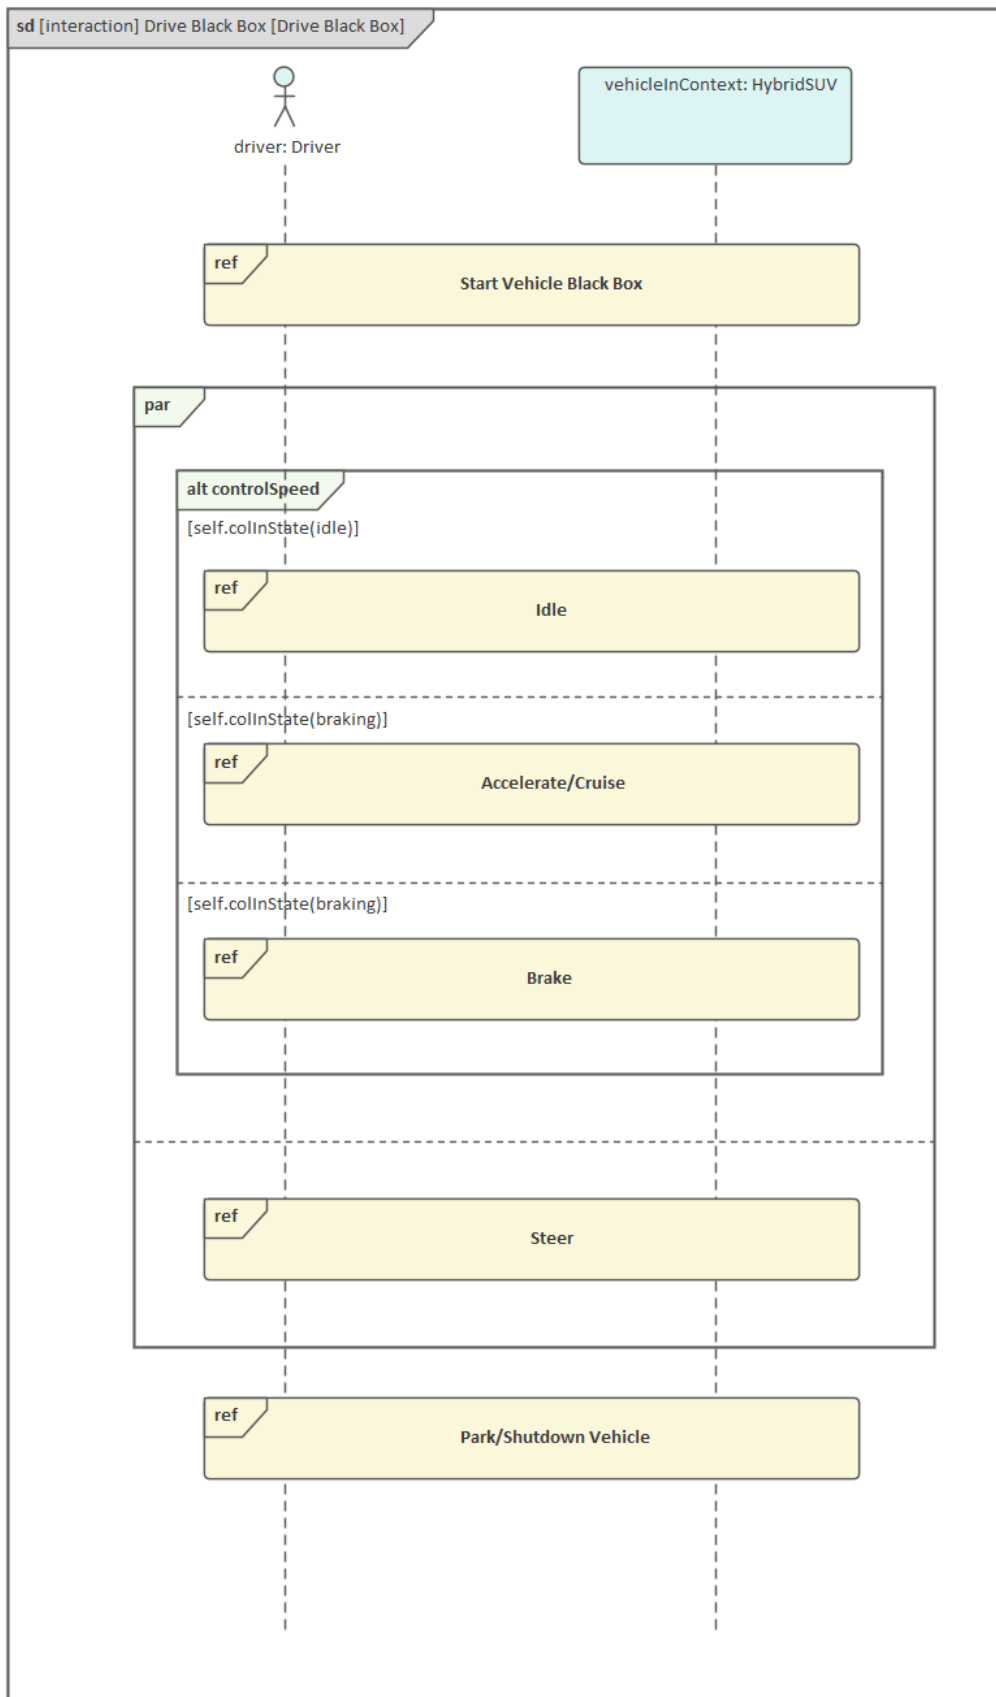 sd [interaction] Drive Black Box [Drive Black Box]
driver: Driver
vehicleInContext: HybridSUV
ref
Start Vehicle Black Box
par
alt controlSpeed
[self.colInState(idle)]
ref
Idle
[self.colInState(braking)]
ref
Accelerate/Cruise
[self.colInState(braking)]
ref
Brake
ref
Steer
ref
Park/Shutdown Vehicle